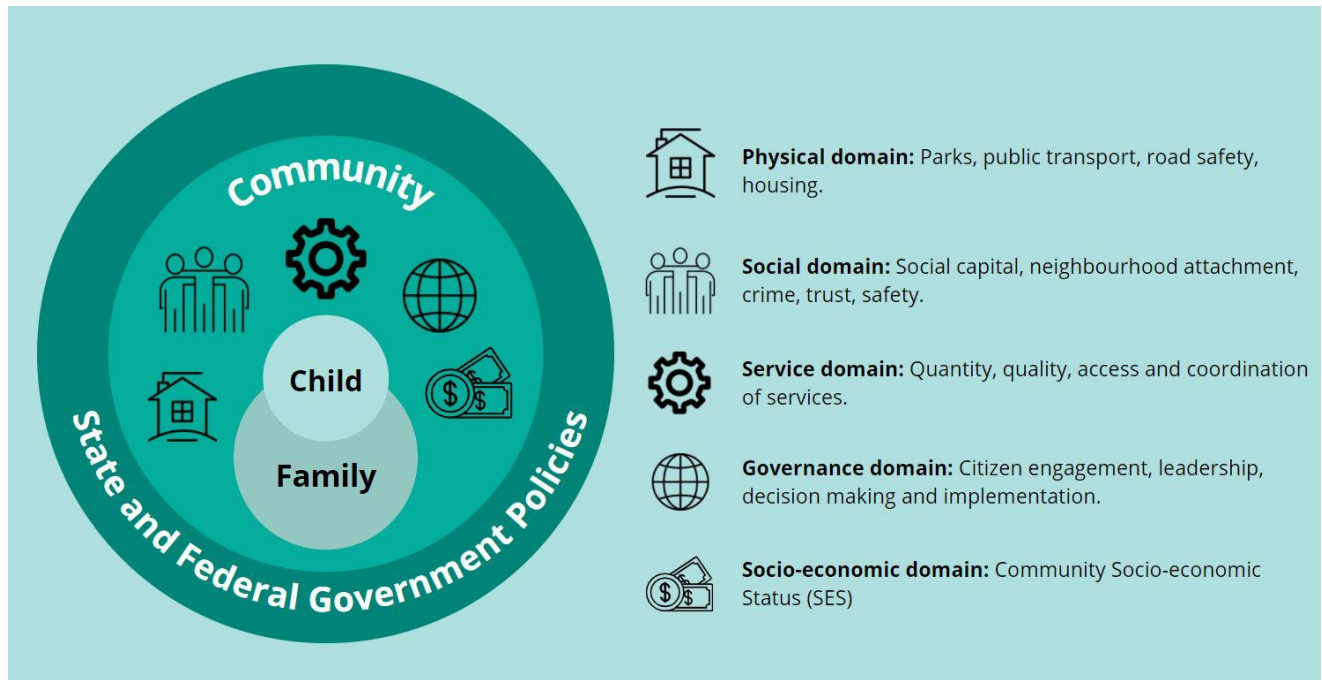 Community
Child
Family
State and Federal Government Policies
Physical domain: Parks, public transport, road safety,
housing.
Social domain: Social capital, neighbourhood attachment,
crime, trust, safety.
Service domain: Quantity, quality, access and coordination
of services.
Governance domain: Citizen engagement, leadership,
decision making and implementation.
Socio-economic domain: Community Socio-economic
Status (SES)